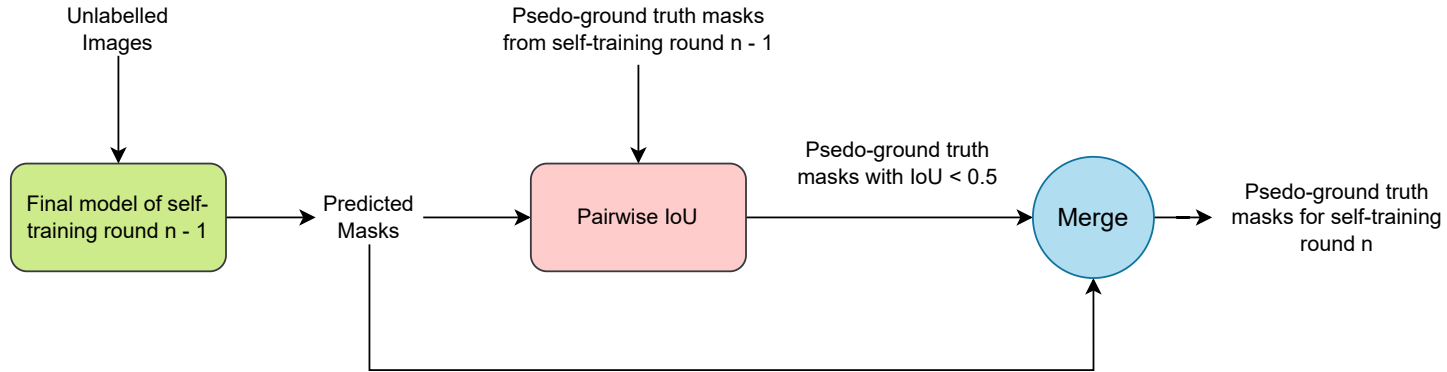 Unlabelled
Images
Psedo-ground truth masks
from self-training round n - 1
Final model of self-
training round n - 1
Predicted
Masks
Pairwise IoU
Psedo-ground truth
masks with IoU < 0.5
Merge
Psedo-ground truth
masks for self-training
round n